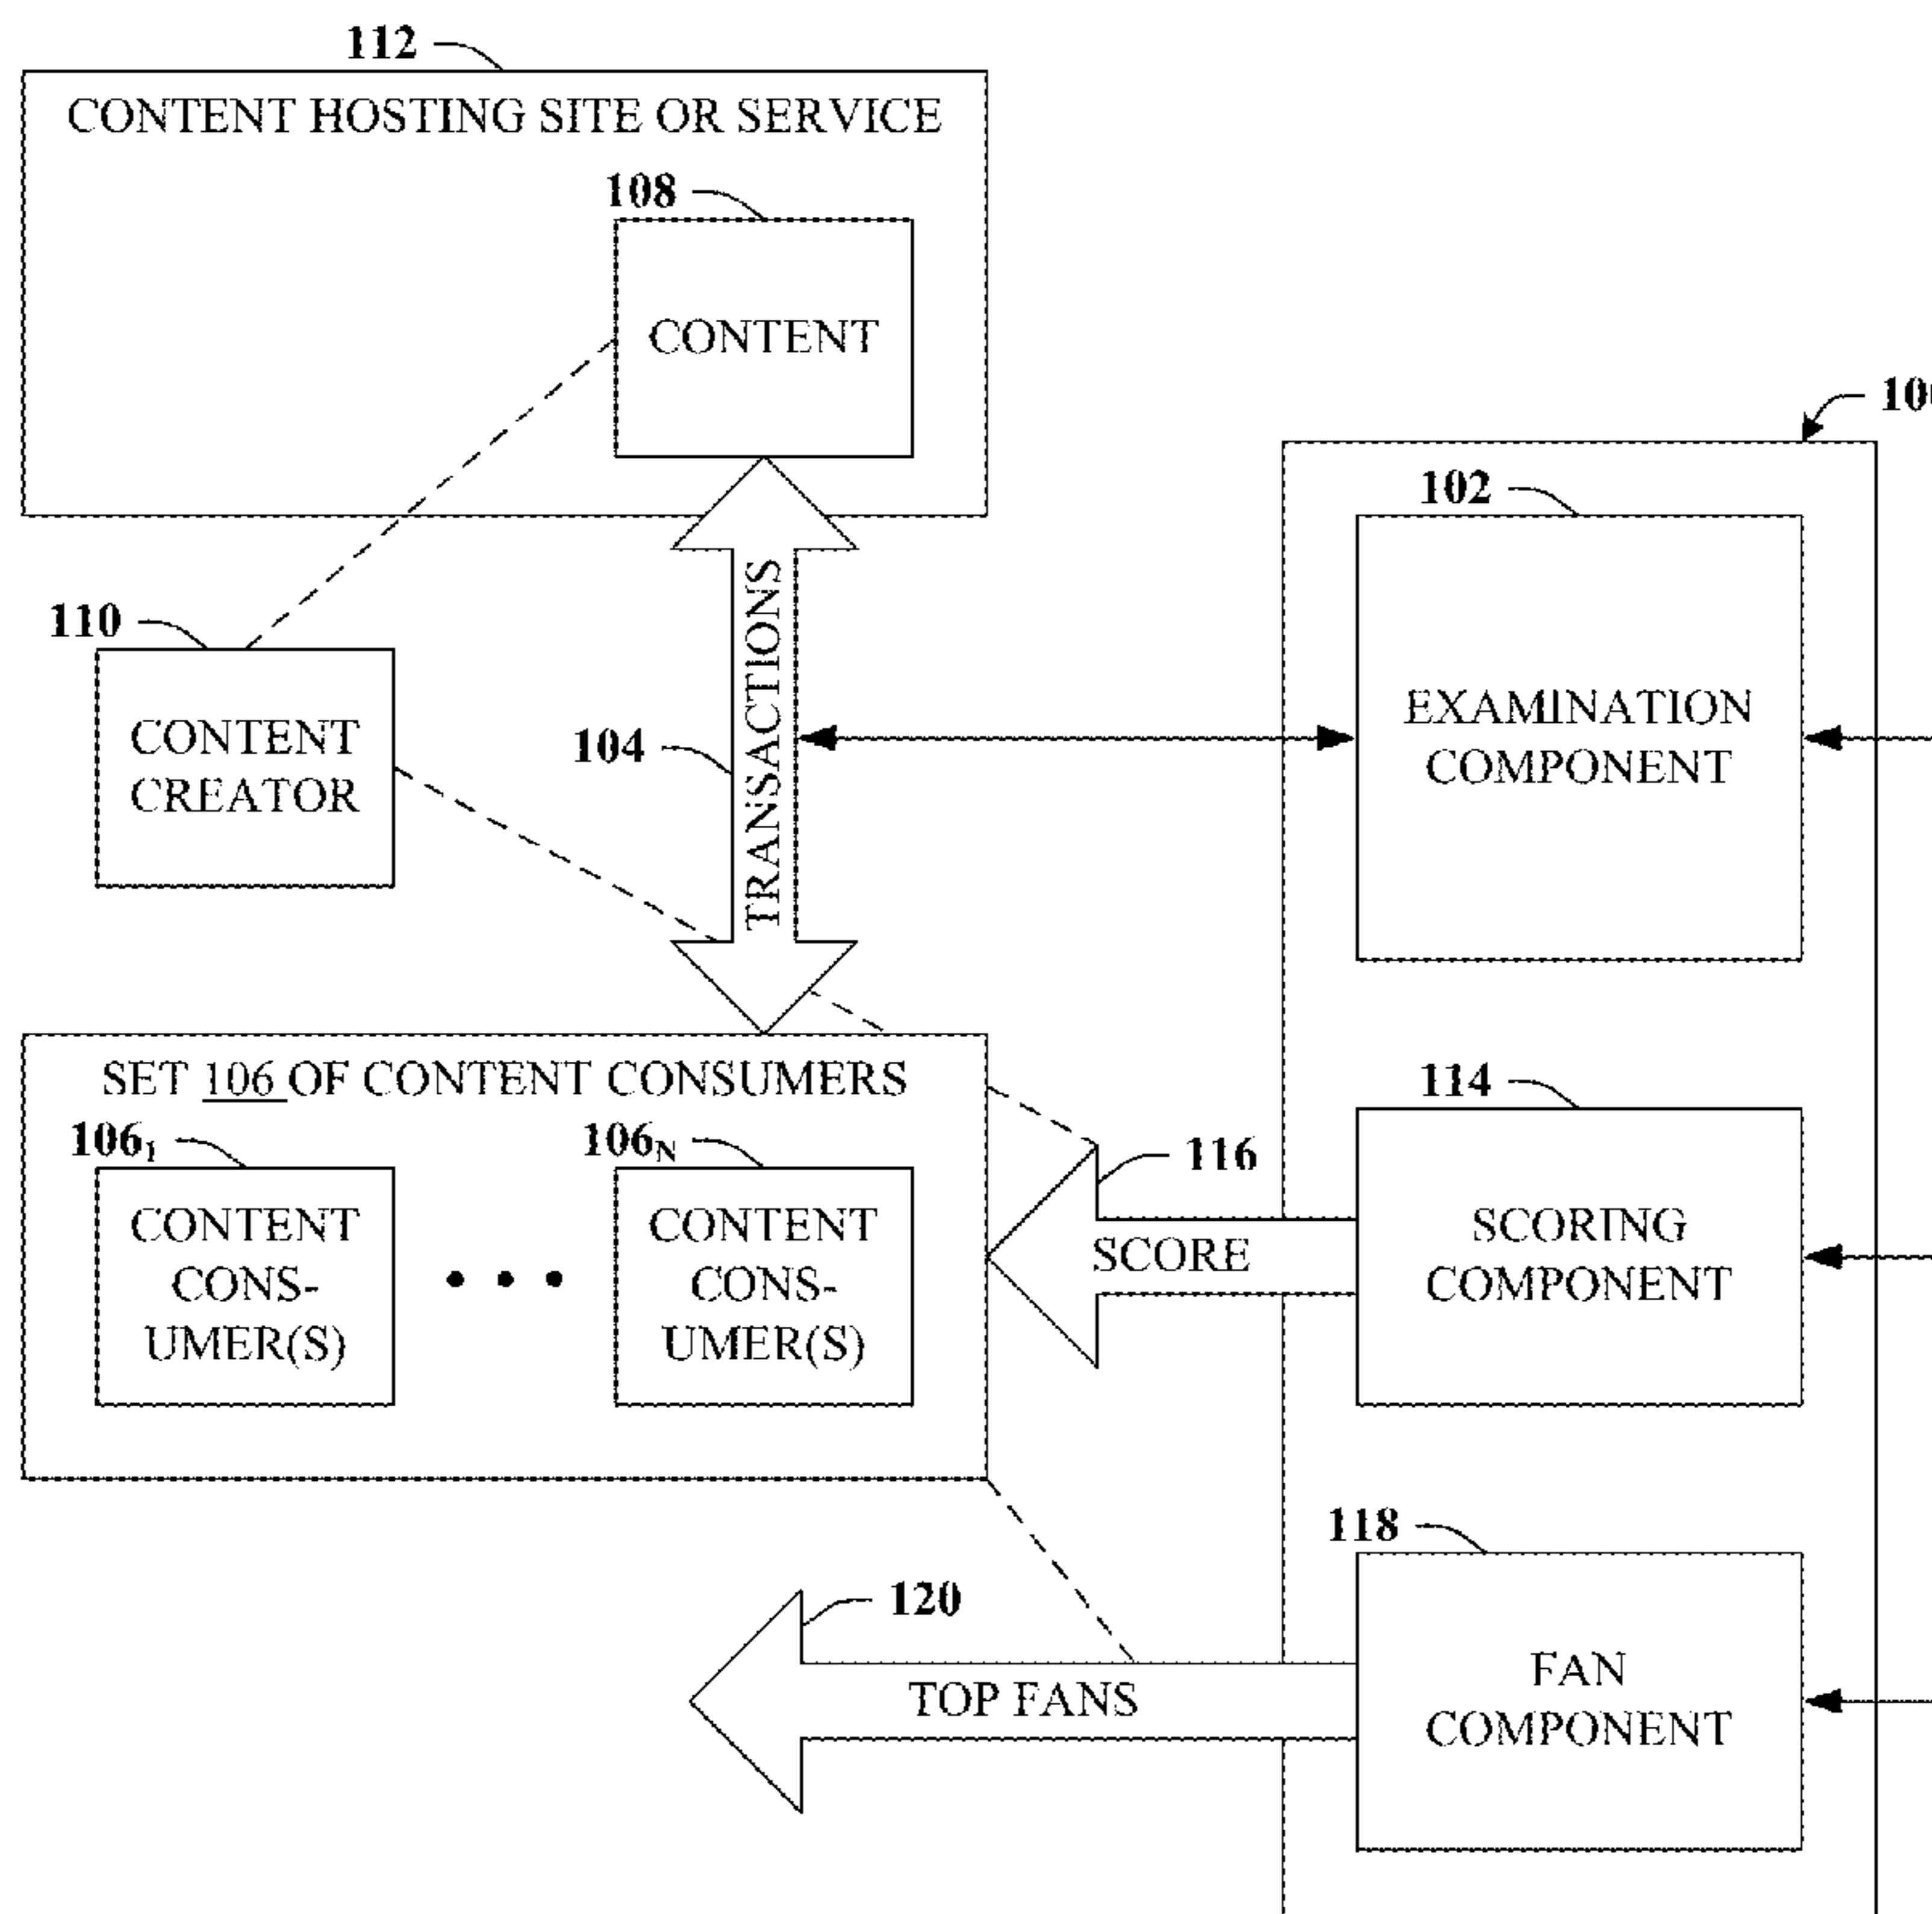 112
CONTENT HOSTING SITE OR SERVICE
108
CONTENT
102
110
CONTENT
CREATOR
104
TRANSACTIONS
EXAMINATION
COMPONENT
SET 106 OF CONTENT CONSUMERS
106₁
106ɴ
CONTENT
CONS-
UMER(S)
CONTENT
CONS-
UMER(S)
114
116
SCORE
SCORING
COMPONENT
118
120
TOP FANS
FAN
COMPONENT